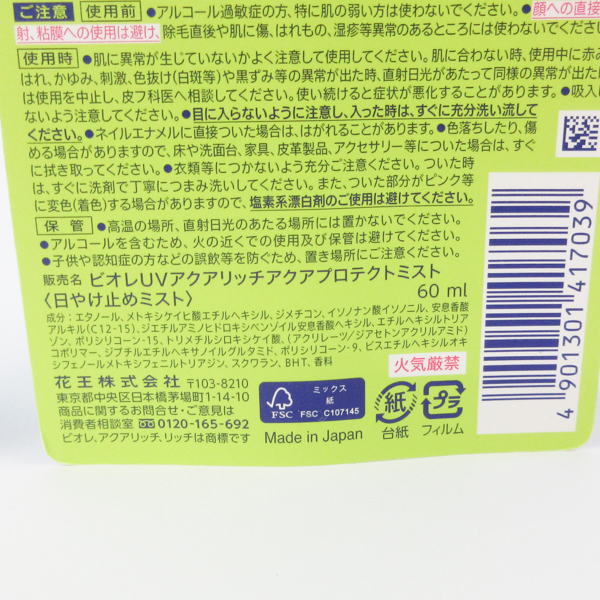 ご注意 使用前 ●アルコール過敏症の方、特に肌の弱い方は使わないでください。●顔への直接
射、粘膜への使用は避け、除毛直後や肌に傷、はれもの、湿疹等異常のあるところには使わないでください
使用時 ●肌に異常が生じていないかよく注意して使用してください。肌に合わない時、使用中に赤み
はれ、かゆみ、刺激、色抜け(白斑等)や黒ずみ等の異常が出た時、直射日光があたって同様の異常が出た
は使用を中止し、皮フ科医へ相談してください。使い続けると症状が悪化することがあります。●吸入
ないよう注意してください。●目に入らないように注意し、入った時は、すぐに充分洗い流して
ください。●ネイルエナメルに直接ついた場合は、はがれることがあります。●色落ちしたり、傷
める場合がありますので、床や洗面台、家具、皮革製品、アクセサリー等についた場合は、すぐ
に拭き取ってください。●衣類等につかないよう充分ご注意ください。ついた時
は、すぐに洗剤で丁寧につまみ洗いしてください。また、ついた部分がピンク等
に変色(着色)する場合がありますので、塩素系漂白剤のご使用は避けてください。
保管 ●高温の場所、直射日光のあたる場所には置かないでください。
●アルコールを含むため、火の近くでの使用及び保管は避けてください。
●子供や認知症の方などの誤飲等を防ぐため、置き場所にご注意ください。
販売名 ビオレUVアクアリッチアクアプロテクトミスト
〈日やけ止めミスト〉 60 ml
成分:エタノール、メトキシケイヒ酸エチルヘキシル、ジメチコン、イソノナン酸イソノニル、安息香酸
アルキル(C12-15)、ジエチルアミノヒドロキシベンゾイル安息香酸ヘキシル、エチルヘキシルトリア
ゾン、ポリシリコーン-15、トリメチルシロキシケイ酸、(アクリレーツ/ジアセトンアクリルアミド)
コポリマー、ジブチルエチルヘキサノイルグルタミド、ポリシリコーン-9、ビスエチルヘキシルオキ
シフェノールメトキシフェニルトリアジン、スクワラン、BHT、香料
火気厳禁
花王株式会社 〒103-8210
東京都中央区日本橋茅場町1-14-10
商品に関するお問合せ・ご意見は
消費者相談室 0120-165-692
ビオレ、アクアリッチ、リッチは商標です
FSC
ミックス
紙
FSC C107145
Made in Japan
紙
台紙
プラ
フィルム
4 901301 417039